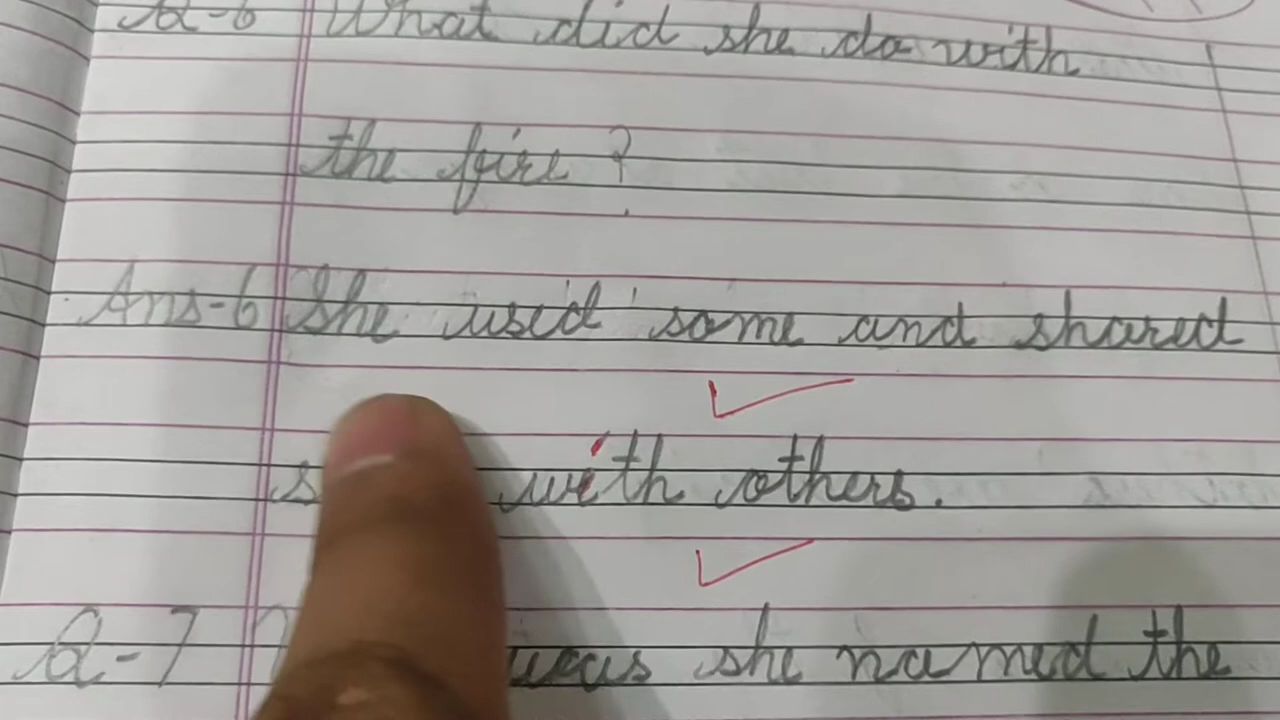 Q-6 What did she do with
the fire?
Ans-6 She used some and shared
with others.
Q-7 was she named the